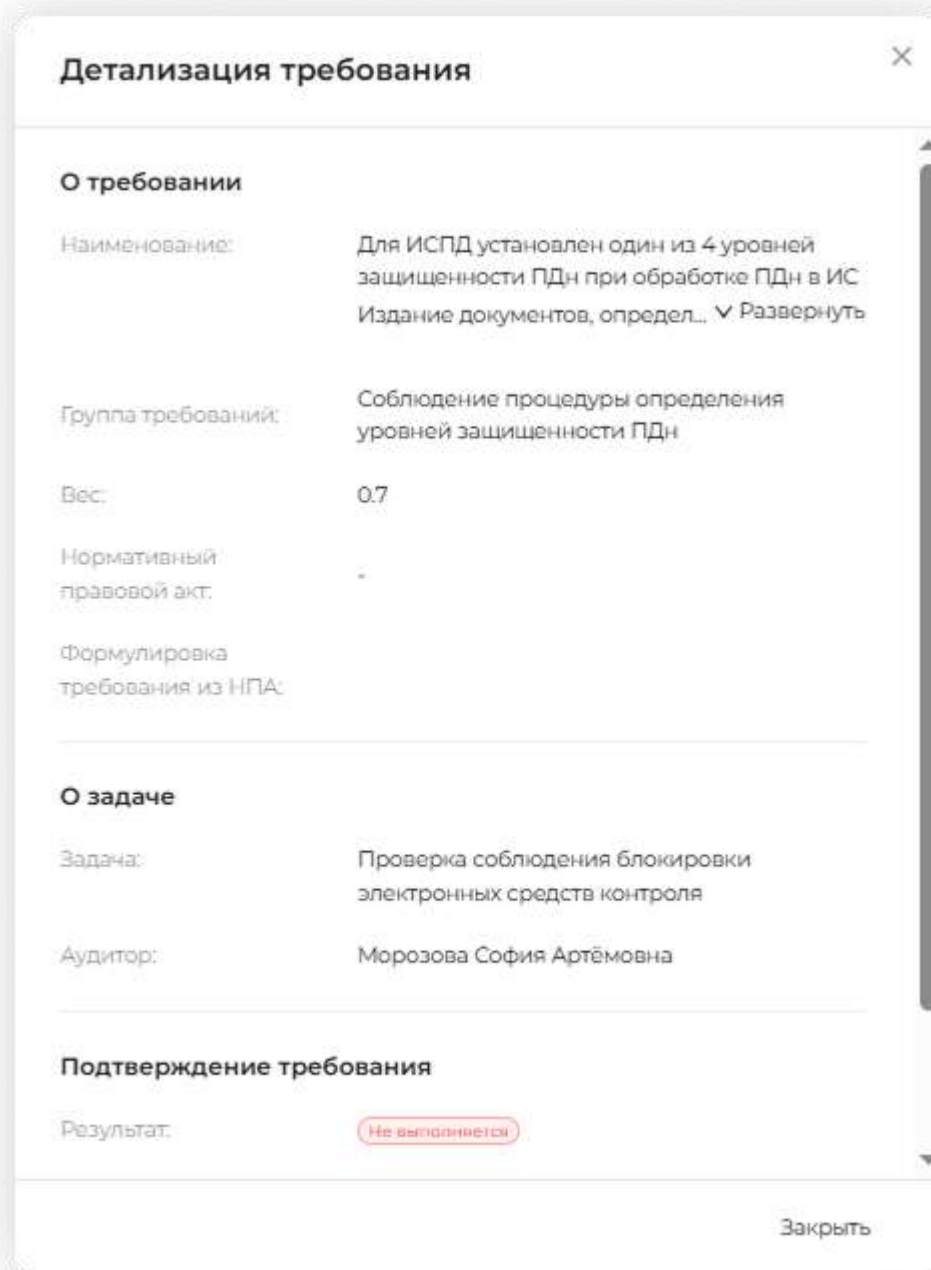 Детализация требования
О требовании
Наименование:
Для ИСПД установлен один из 4 уровней
защищенности ПДн при обработке ПДн в ИС
Издание документов, определ... Развернуть
Группа требований:
Соблюдение процедуры определения
уровней защищенности ПДн
Вес:
0.7
Нормативный
правовой акт:
-
Формулировка
требования из НПА:
О задаче
Задача:
Проверка соблюдения блокировки
электронных средств контроля
Аудитор:
Морозова София Артёмовна
Подтверждение требования
Результат:
Не выполняется
Закрыть